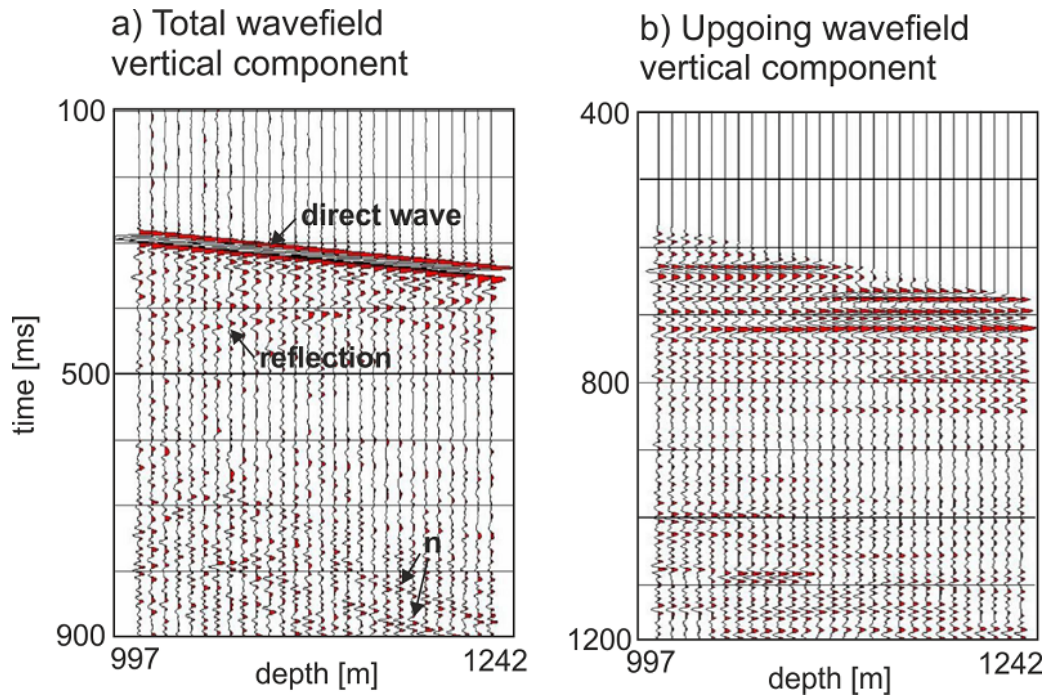 a) Total wavefield
vertical component
100
direct wave
reflection
500
time [ms]
n
900
997
depth [m]
1242
b) Upgoing wavefield
vertical component
400
800
1200
997
depth [m]
1242